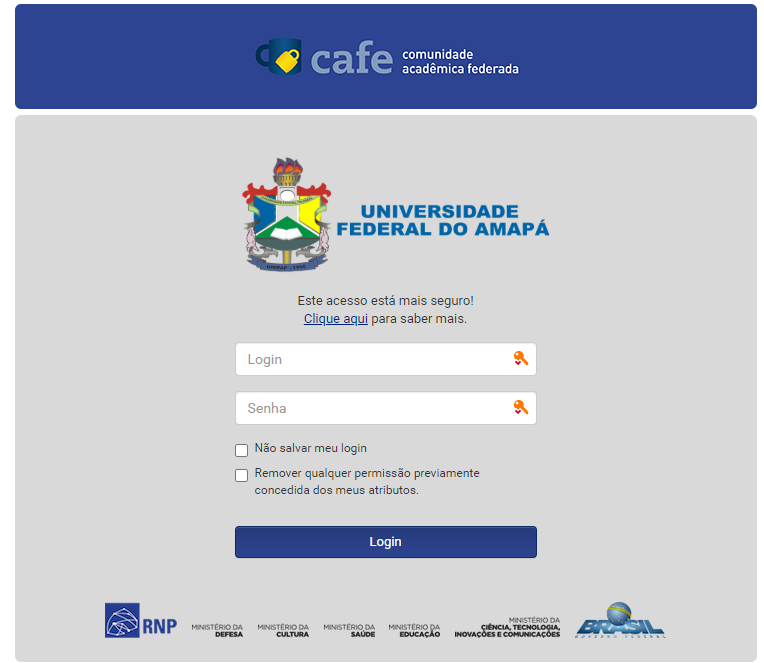 cafe
comunidade
acadêmica federada
UNIVERSIDADE
FEDERAL DO AMAPÁ
UNIFAP - 1990
Este acesso está mais seguro!
Clique aqui para saber mais.
Login
Senha
Não salvar meu login
Remover qualquer permissão previamente
concedida dos meus atributos.
Login
RNP
MINISTÉRIO DA
DEFESA
MINISTÉRIO DA
CULTURA
MINISTÉRIO DA
SAÚDE
MINISTÉRIO DA
EDUCAÇÃO
MINISTÉRIO DA
CIÊNCIA, TECNOLOGIA,
INOVAÇÕES E COMUNICAÇÕES
BRASIL
GOVERNO FEDERAL